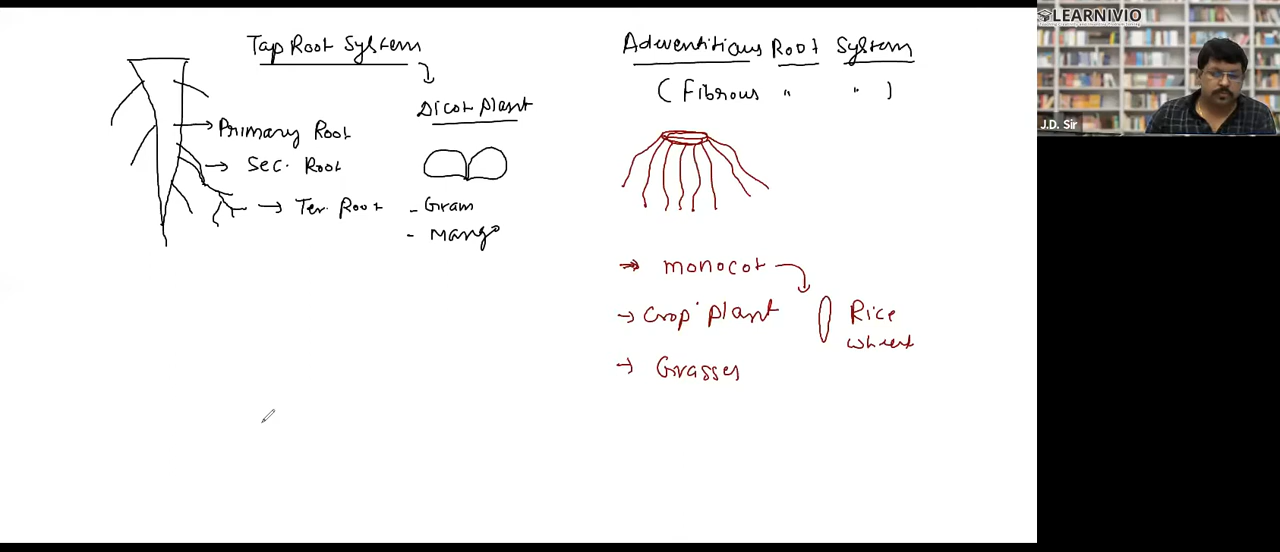 Tap Root System
Dicot Plant
Primary Root
Sec. Root
Ter. Root
- Gram
- Mango
Adventitious Root System
(Fibrous " " )
→ monocot
→ Crop Plant
→ Grasses
Rice
wheat
LEARNIVIO
J.D. Sir